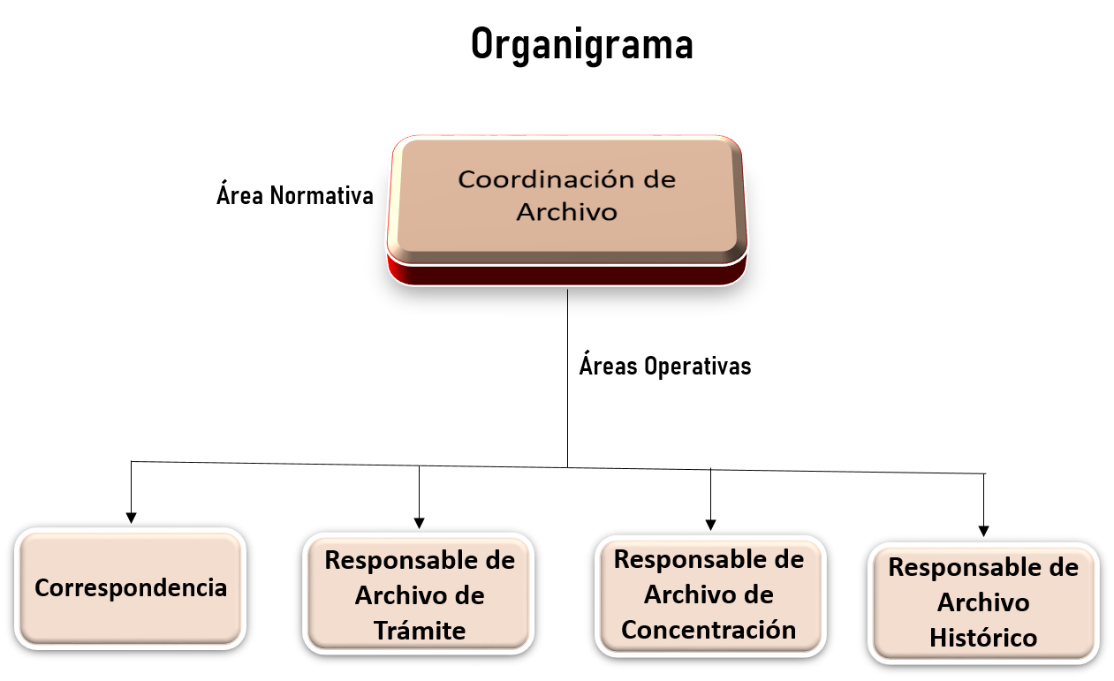 Organigrama
Área Normativa
Coordinación de
Archivo
Áreas Operativas
Correspondencia
Responsable de
Archivo de
Trámite
Responsable de
Archivo de
Concentración
Responsable de
Archivo
Histórico